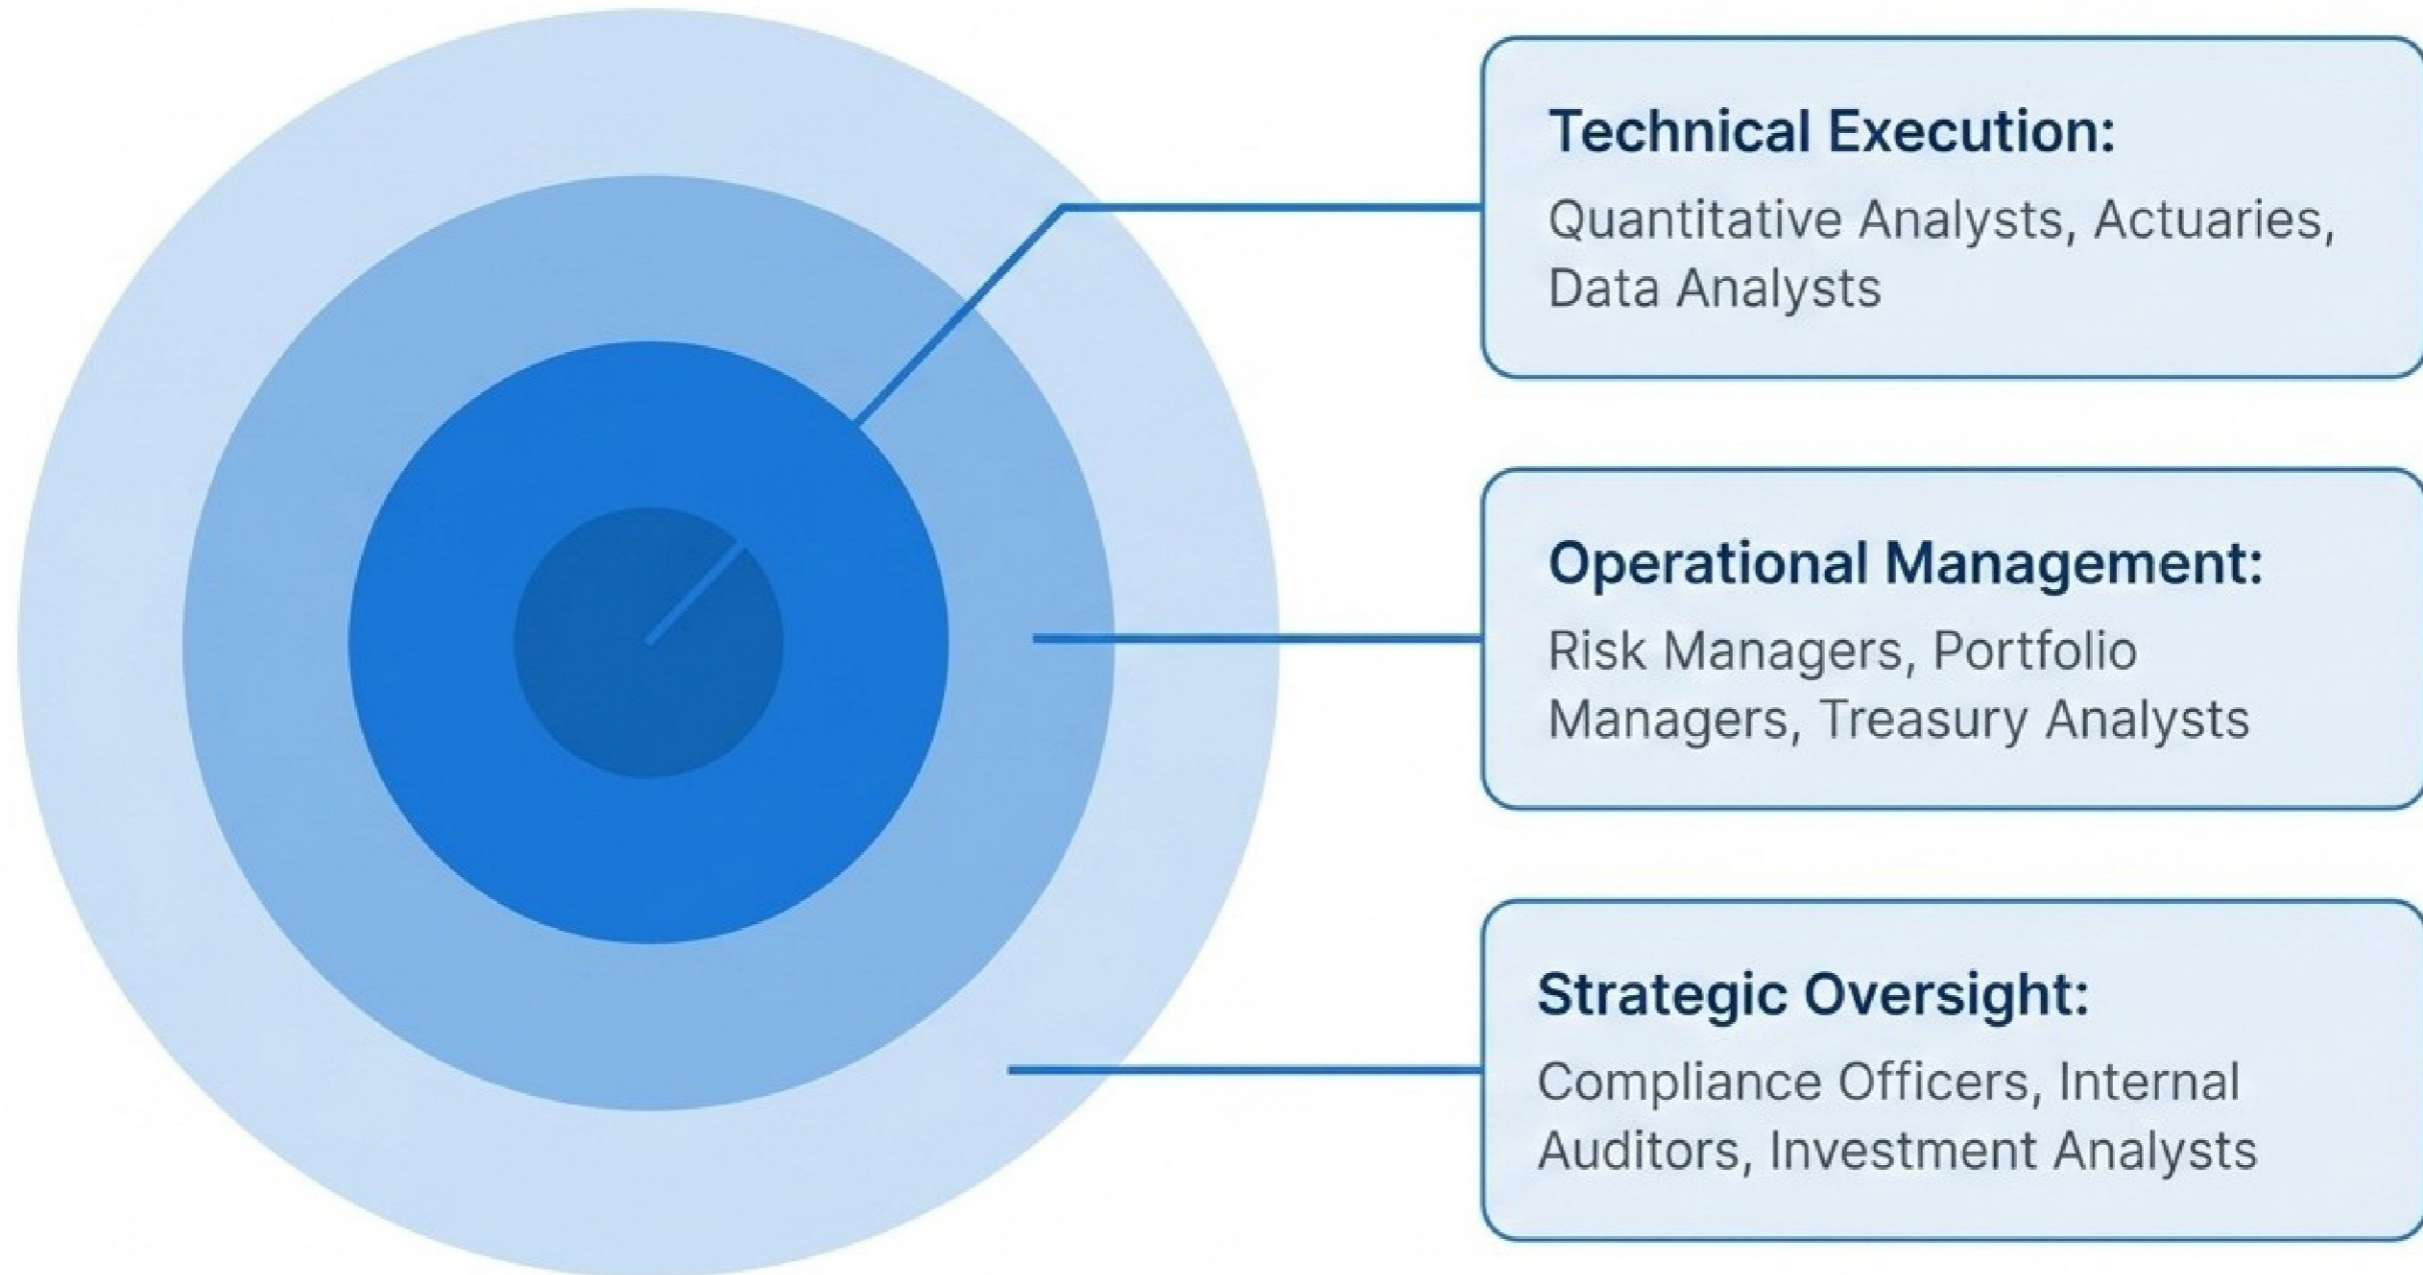 Technical Execution:
Quantitative Analysts, Actuaries,
Data Analysts
Operational Management:
Risk Managers, Portfolio
Managers, Treasury Analysts
Strategic Oversight:
Compliance Officers, Internal
Auditors, Investment Analysts